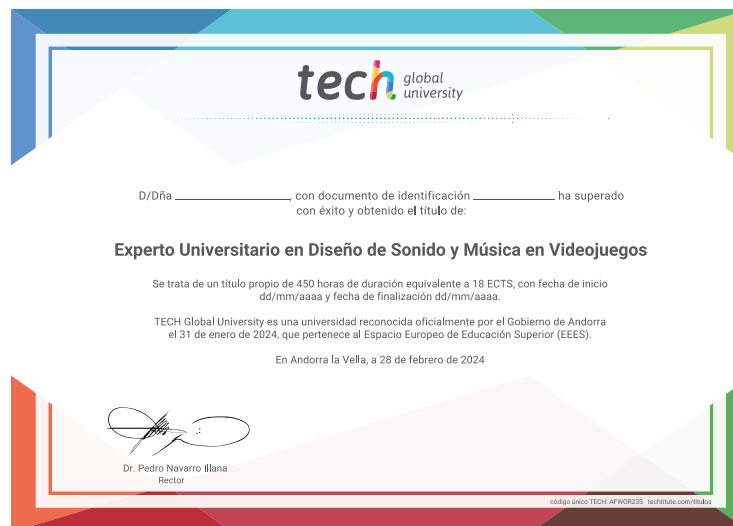 tech global university
D/Dña ____________, con documento de identificación ____________ ha superado
con éxito y obtenido el título de:
Experto Universitario en Diseño de Sonido y Música en Videojuegos
Se trata de un título propio de 450 horas de duración equivalente a 18 ECTS, con fecha de inicio
dd/mm/aaaa y fecha de finalización dd/mm/aaaa.
TECH Global University es una universidad reconocida oficialmente por el Gobierno de Andorra
el 31 de enero de 2024, que pertenece al Espacio Europeo de Educación Superior (EEES).
En Andorra la Vella, a 28 de febrero de 2024
Dr. Pedro Navarro Illana
Rector
código único TECH: AFWOR23S techtitute.com/titulos